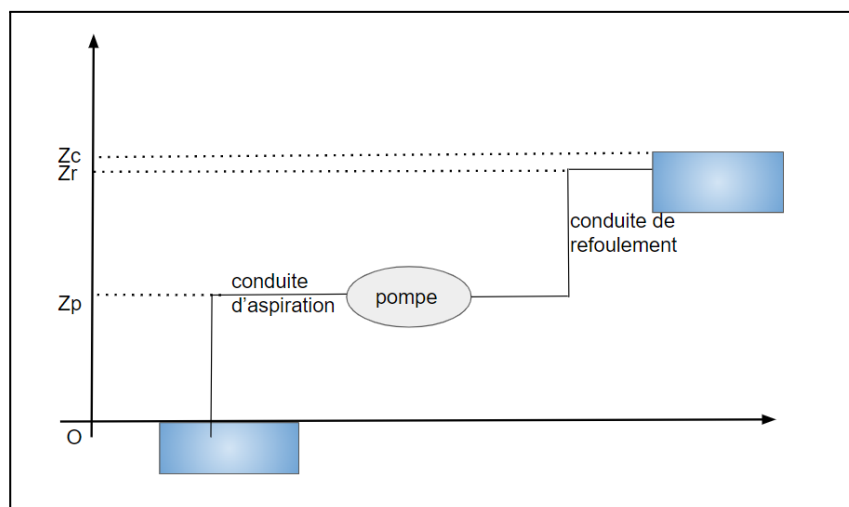 Zc
Zr
conduite de
refoulement
conduite
d'aspiration
pompe
Zp
O